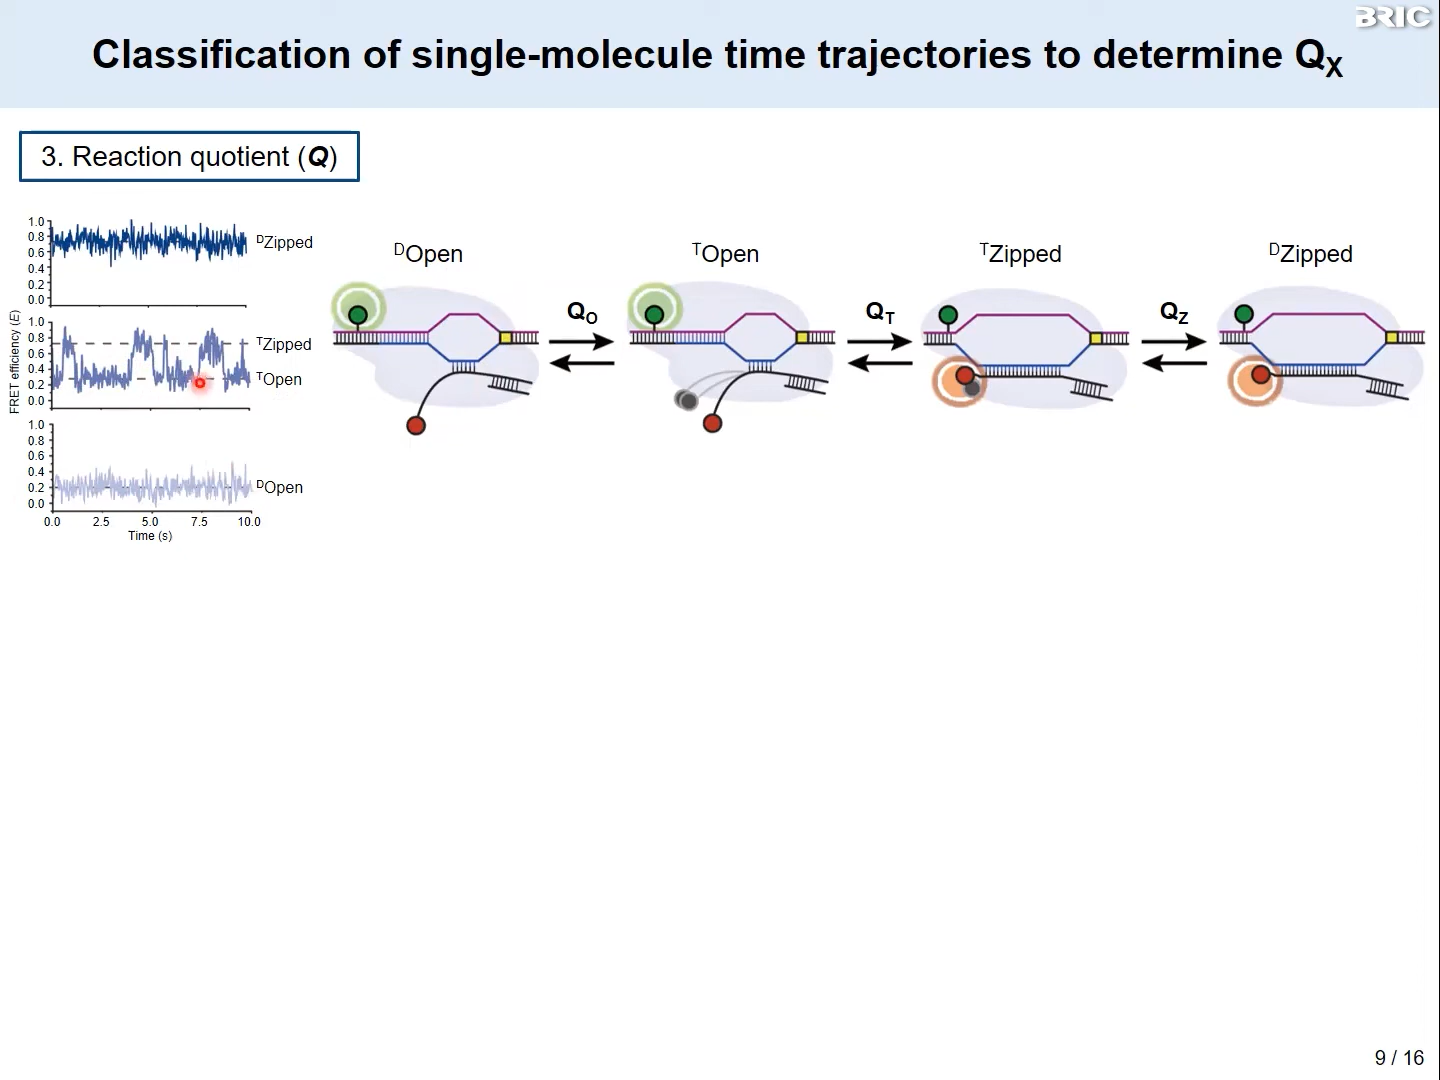 BRIC
Classification of single-molecule time trajectories to determine QX
3. Reaction quotient (Q)
FRET efficiency (E)
1.0
0.8
0.6
0.4
0.2
0.0
DZipped
1.0
0.8
0.6
0.4
0.2
0.0
TZipped
TOpen
1.0
0.8
0.6
0.4
0.2
0.0
DOpen
0.0 2.5 5.0 7.5 10.0
Time (s)
DOpen TOpen TZipped DZipped
QO QT QZ
9 / 16